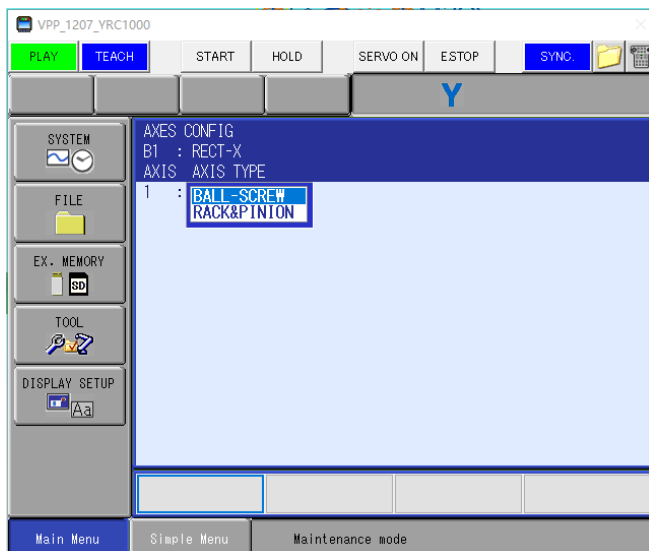 VPP_1207_YRC1000
PLAY TEACH START HOLD SERVO ON E.STOP SYNC.
Y
SYSTEM
FILE
EX. MEMORY
SD
TOOL
DISPLAY SETUP
Aa
AXES CONFIG
B1 : RECT-X
AXIS AXIS TYPE
1 : BALL-SCREW
RACK&PINION
Main Menu Simple Menu Maintenance mode